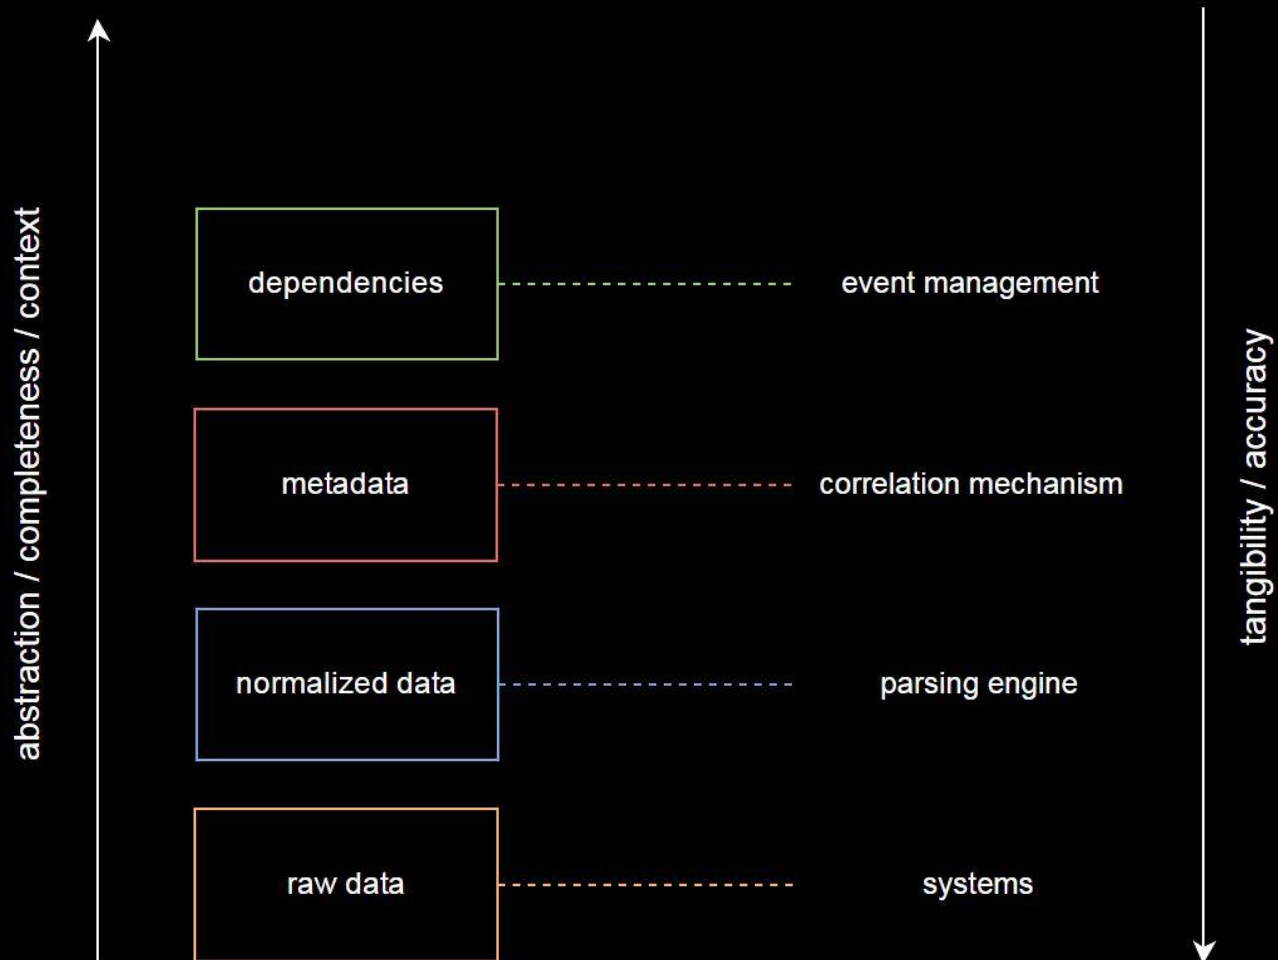 abstraction / completeness / context
dependencies
event management
metadata
correlation mechanism
normalized data
parsing engine
raw data
systems
tangibility / accuracy